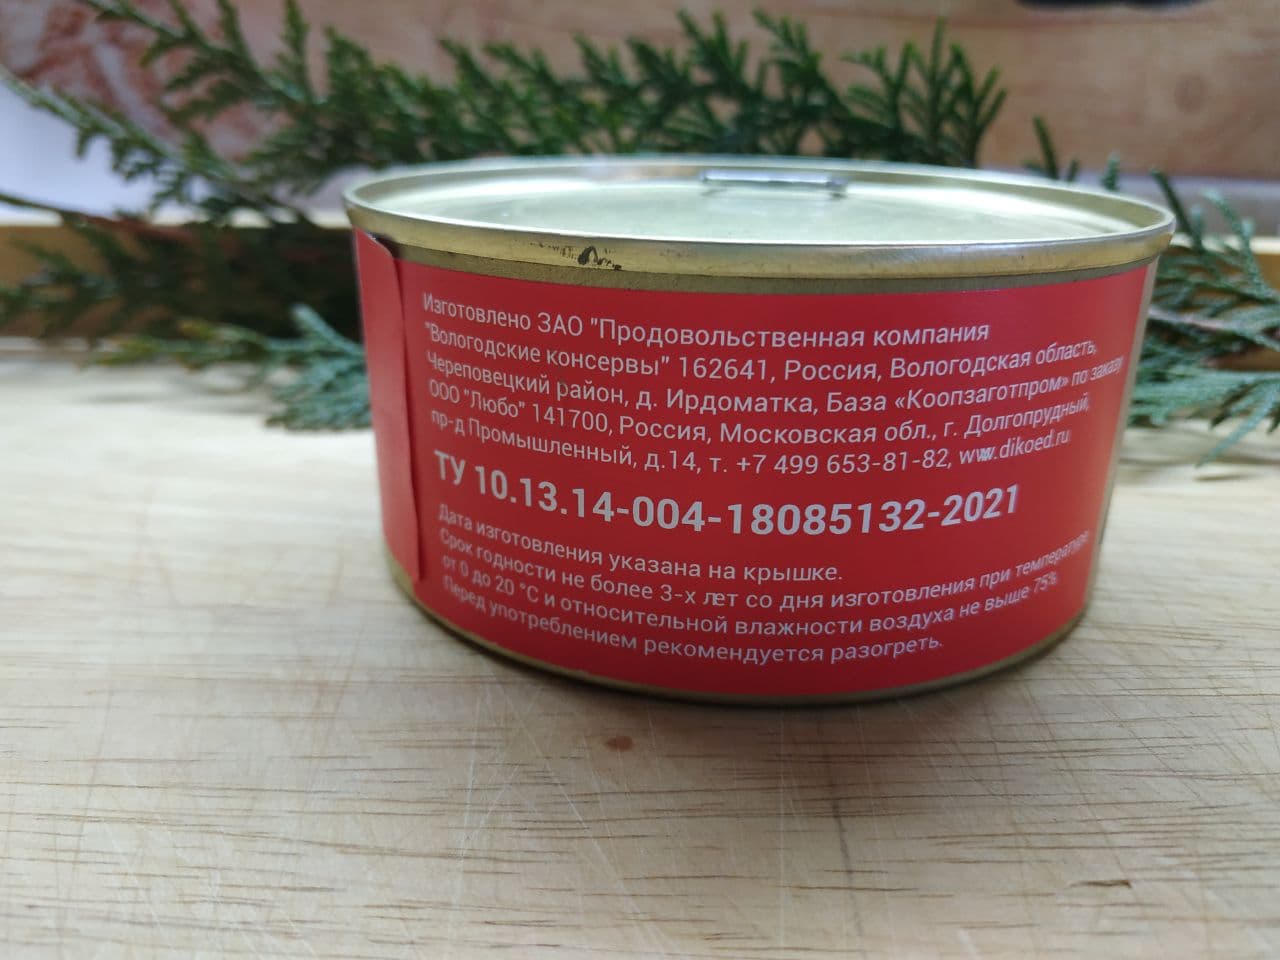 Изготовлено ЗАО "Продовольственная компания
"Вологодские консервы" 162641, Россия, Вологодская область,
Череповецкий район, д. Ирдоматка, База «Коопзаготпром» по заказу
ООО "Любо" 141700, Россия, Московская обл., г. Долгопрудный,
пр-д Промышленный, д.14, т. +7 499 653-81-82, www.dikoed.ru
ТУ 10.13.14-004-18085132-2021
Дата изготовления указана на крышке.
Срок годности не более 3-х лет со дня изготовления при температуре
от 0 до 20 °С и относительной влажности воздуха не выше 75%
Перед употреблением рекомендуется разогреть.